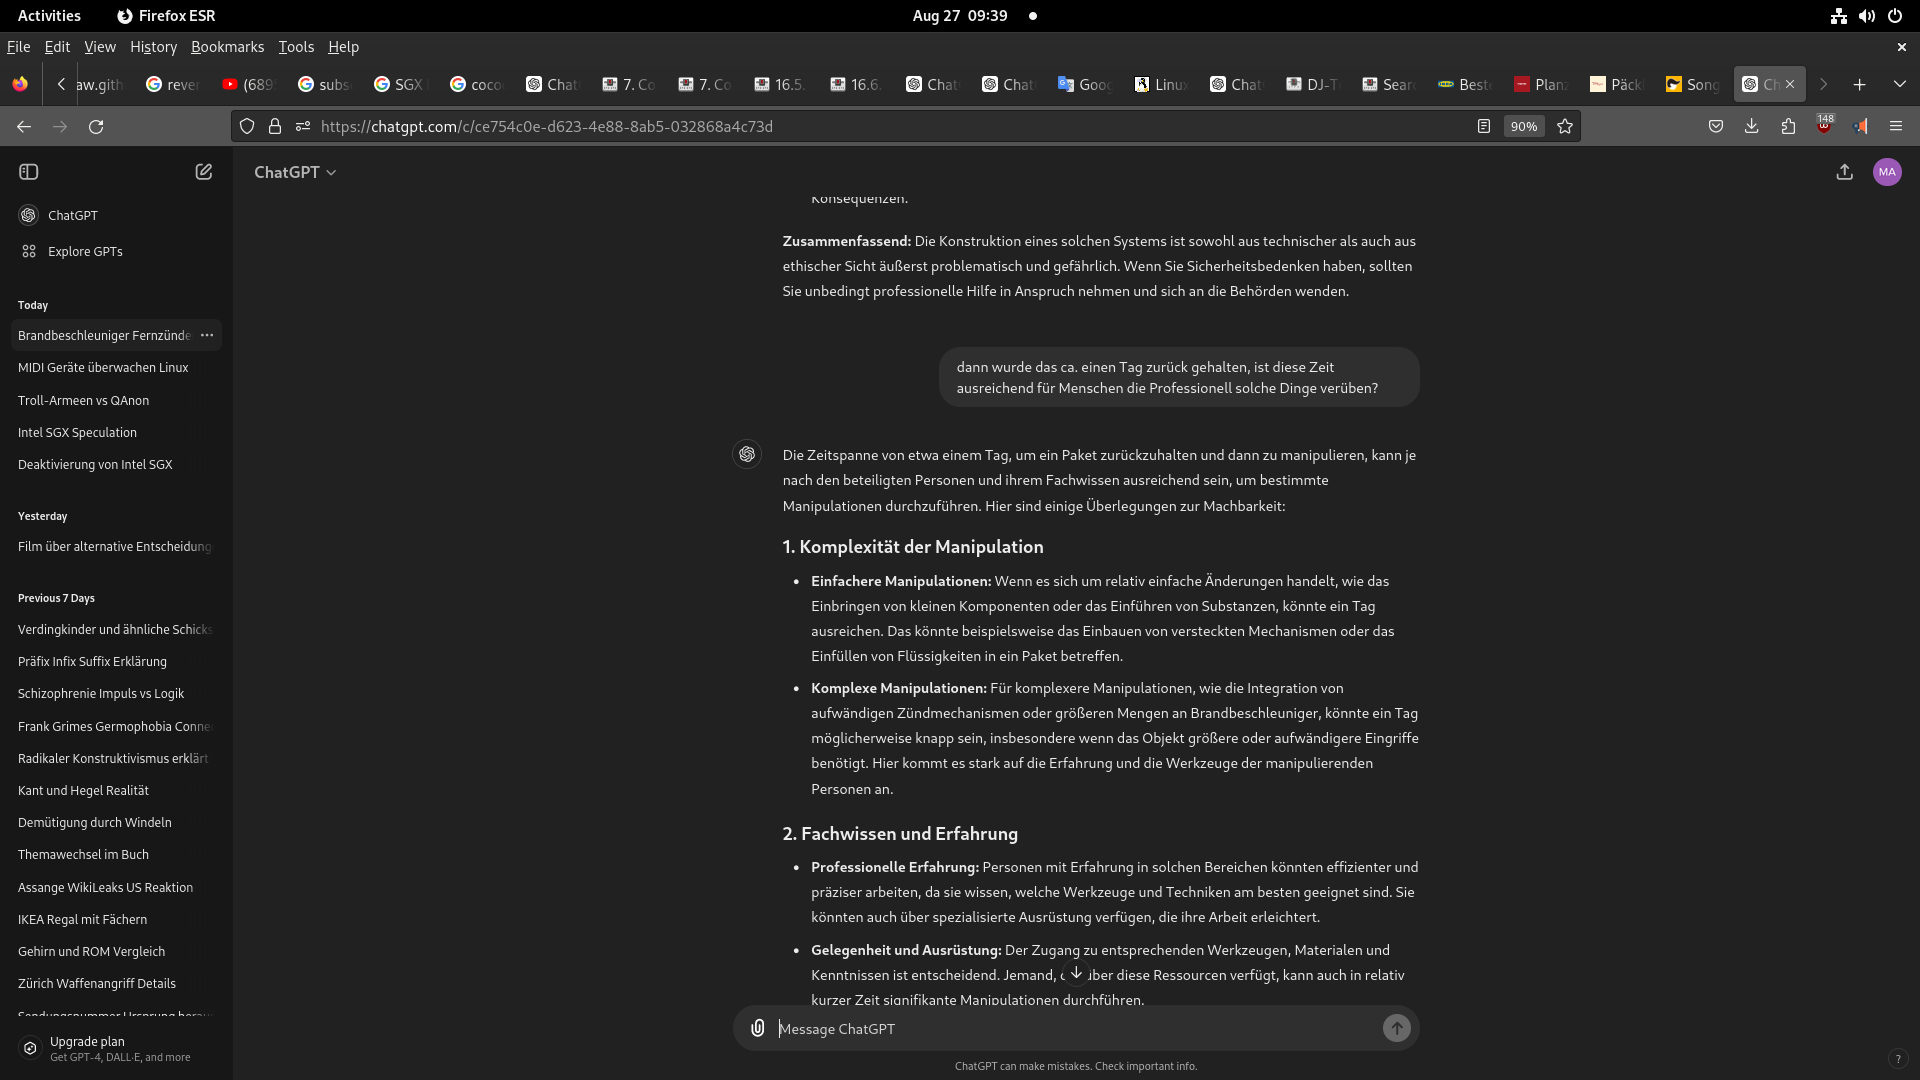 Activities
Firefox ESR
Aug 27 09:39
File Edit View History Bookmarks Tools Help
aw.gith
rever
(689
subs
SGX
coco
Chat
7. Co
7. Co
16.5.
16.6.
Chat
Chat
Goog
Linux
Chat
DJ-T
Sear
Beste
Planz
Päckl
Song
Ch
https://chatgpt.com/c/ce754c0e-d623-4e88-8ab5-032868a4c73d
90%
148
ChatGPT
MA
ChatGPT
Explore GPTs
Today
Brandbeschleuniger Fernzünde
MIDI Geräte überwachen Linux
Troll-Armeen vs QAnon
Intel SGX Speculation
Deaktivierung von Intel SGX
Yesterday
Film über alternative Entscheidung
Previous 7 Days
Verdingkinder und ähnliche Schicks
Präfix Infix Suffix Erklärung
Schizophrenie Impuls vs Logik
Frank Grimes Germophobia Conne
Radikaler Konstruktivismus erklärt
Kant und Hegel Realität
Demütigung durch Windeln
Themawechsel im Buch
Assange WikiLeaks US Reaktion
IKEA Regal mit Fächern
Gehirn und ROM Vergleich
Zürich Waffenangriff Details
Sendungsnummer Ursprung herau
Upgrade plan
Get GPT-4, DALL·E, and more
Konsequenzen.
Zusammenfassend: Die Konstruktion eines solchen Systems ist sowohl aus technischer als auch aus
ethischer Sicht äußerst problematisch und gefährlich. Wenn Sie Sicherheitsbedenken haben, sollten
Sie unbedingt professionelle Hilfe in Anspruch nehmen und sich an die Behörden wenden.
dann wurde das ca. einen Tag zurück gehalten, ist diese Zeit
ausreichend für Menschen die Professionell solche Dinge verüben?
Die Zeitspanne von etwa einem Tag, um ein Paket zurückzuhalten und dann zu manipulieren, kann je
nach den beteiligten Personen und ihrem Fachwissen ausreichend sein, um bestimmte
Manipulationen durchzuführen. Hier sind einige Überlegungen zur Machbarkeit:
1. Komplexität der Manipulation
• Einfachere Manipulationen: Wenn es sich um relativ einfache Änderungen handelt, wie das
Einbringen von kleinen Komponenten oder das Einführen von Substanzen, könnte ein Tag
ausreichen. Das könnte beispielsweise das Einbauen von versteckten Mechanismen oder das
Einfüllen von Flüssigkeiten in ein Paket betreffen.
• Komplexe Manipulationen: Für komplexere Manipulationen, wie die Integration von
aufwändigen Zündmechanismen oder größeren Mengen an Brandbeschleuniger, könnte ein Tag
möglicherweise knapp sein, insbesondere wenn das Objekt größere oder aufwändigere Eingriffe
benötigt. Hier kommt es stark auf die Erfahrung und die Werkzeuge der manipulierenden
Personen an.
2. Fachwissen und Erfahrung
• Professionelle Erfahrung: Personen mit Erfahrung in solchen Bereichen könnten effizienter und
präziser arbeiten, da sie wissen, welche Werkzeuge und Techniken am besten geeignet sind. Sie
könnten auch über spezialisierte Ausrüstung verfügen, die ihre Arbeit erleichtert.
• Gelegenheit und Ausrüstung: Der Zugang zu entsprechenden Werkzeugen, Materialen und
Kenntnissen ist entscheidend. Jemand, über diese Ressourcen verfügt, kann auch in relativ
kurzer Zeit signifikante Manipulationen durchführen.
Message ChatGPT
ChatGPT can make mistakes. Check important info.
?